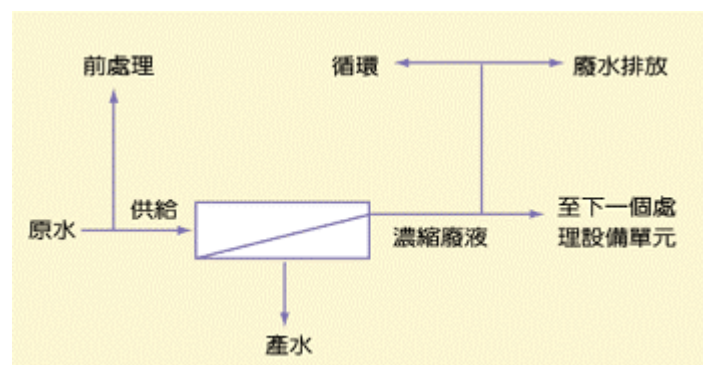 前處理
循環
廢水排放
供給
原水
濃縮廢液
至下一個處
理設備單元
產水